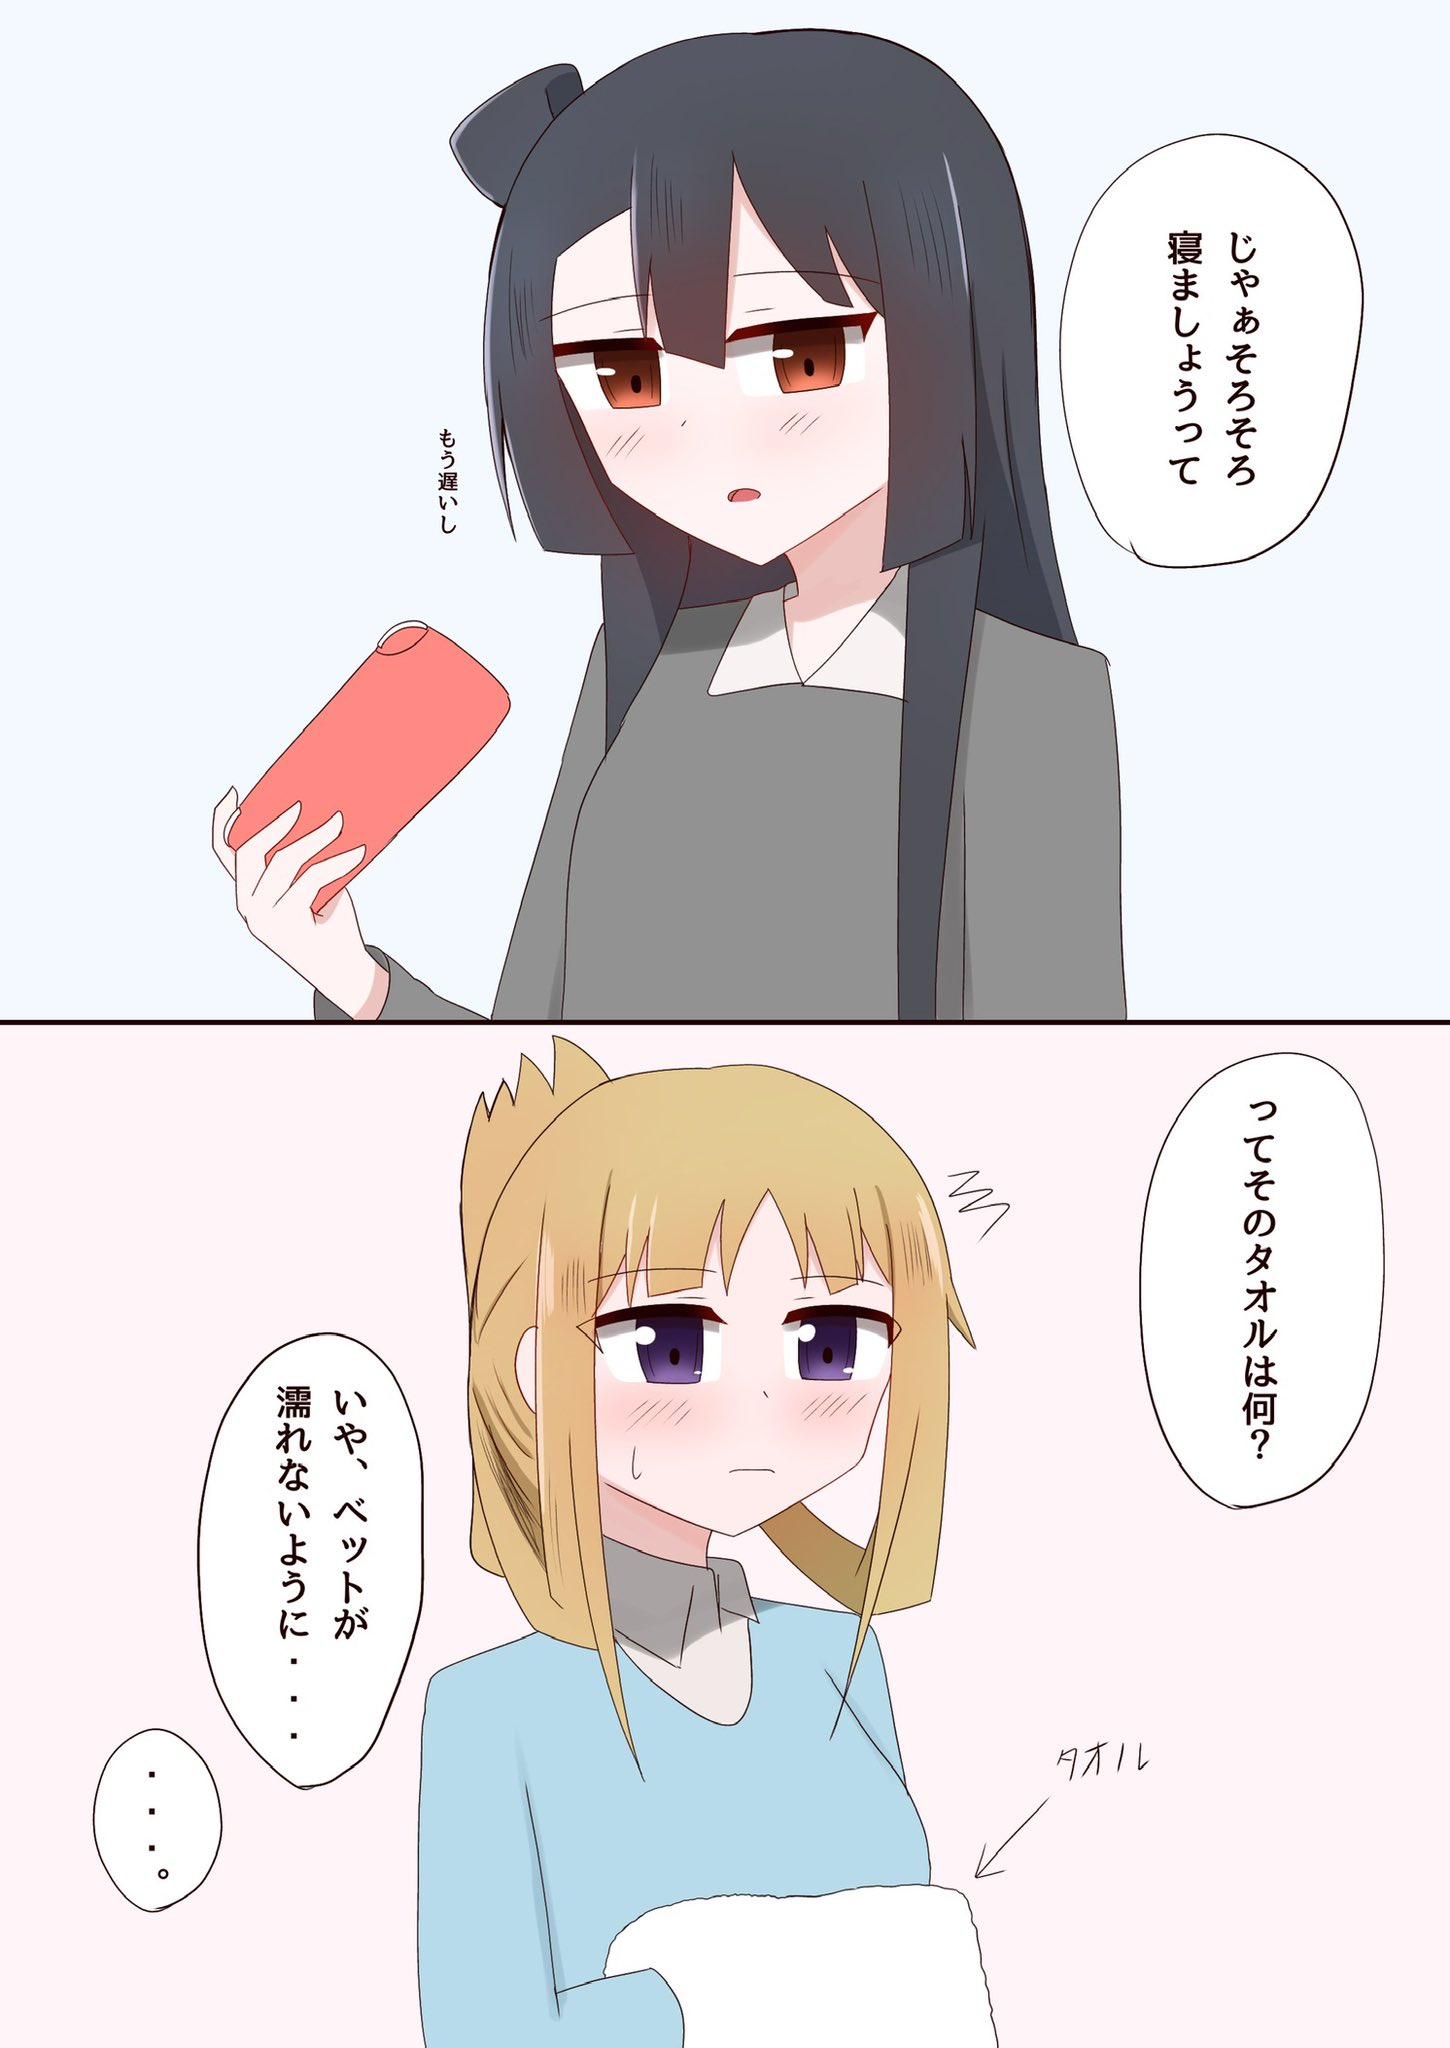 じゃぁそろそろ
寝ましょうって
もう遅いし
ってそのタオルは何?
いや、ベットが
濡れないように・・・・
・・・・。
タオル